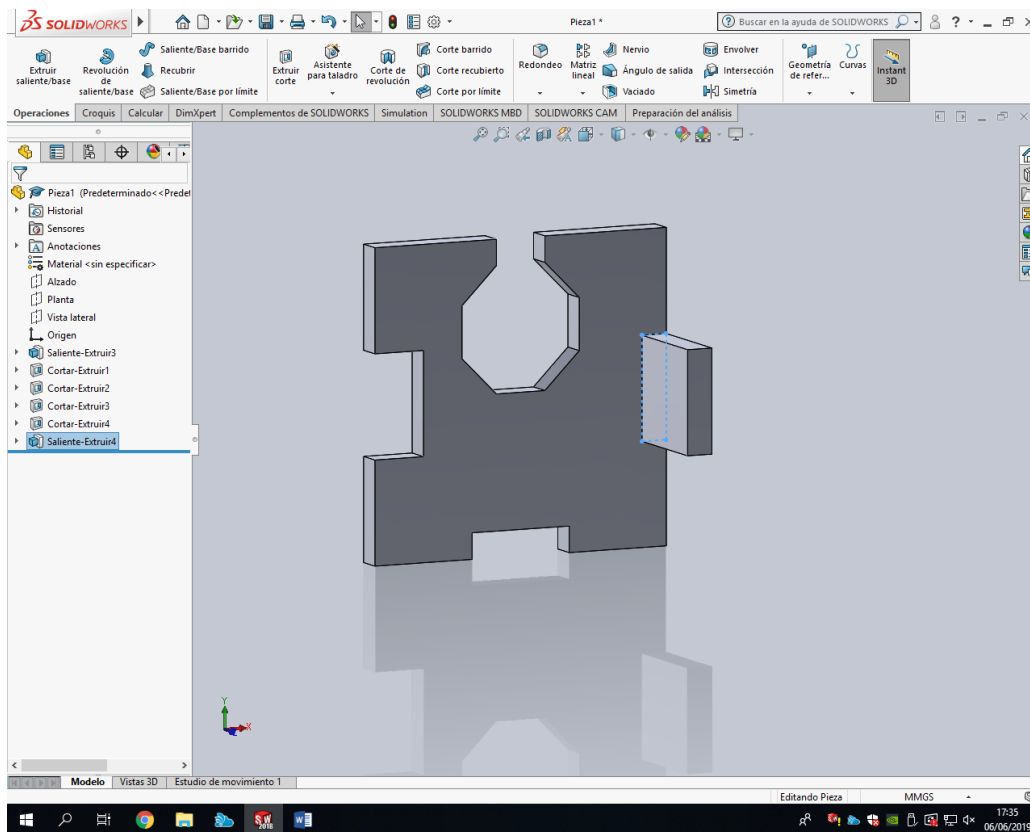 SOLIDWORKS
Pieza1 *
Buscar en la ayuda de SOLIDWORKS
Extruir saliente/base
Revolución de saliente/base
Saliente/Base barrido
Recubrir
Saliente/Base por límite
Extruir corte
Asistente para taladro
Corte de revolución
Corte barrido
Corte recubierto
Corte por límite
Redondeo
Matriz lineal
Nervio
Ángulo de salida
Vaciado
Envolver
Intersección
Simetría
Geometría de refer...
Curvas
Instant 3D
Operaciones
Croquis
Calcular
DimXpert
Complementos de SOLIDWORKS
Simulation
SOLIDWORKS MBD
SOLIDWORKS CAM
Preparación del análisis
Pieza1 (Predeterminado<<Predet
Historial
Sensores
Anotaciones
Material <sin especificar>
Alzado
Planta
Vista lateral
Origen
Saliente-Extruir3
Cortar-Extruir1
Cortar-Extruir2
Cortar-Extruir3
Cortar-Extruir4
Saliente-Extruir4
Y
X
Modelo
Vistas 3D
Estudio de movimiento 1
Editando Pieza
MMGS
17:35
06/06/2019